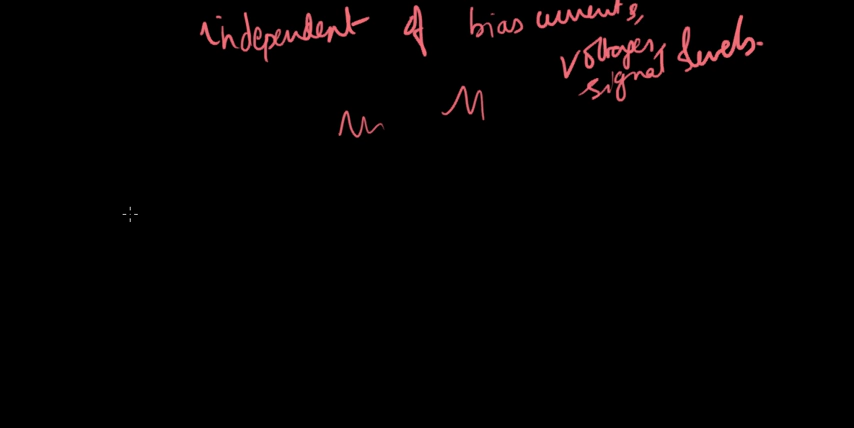 independent of bias currents,
voltages,
signal levels.
M M